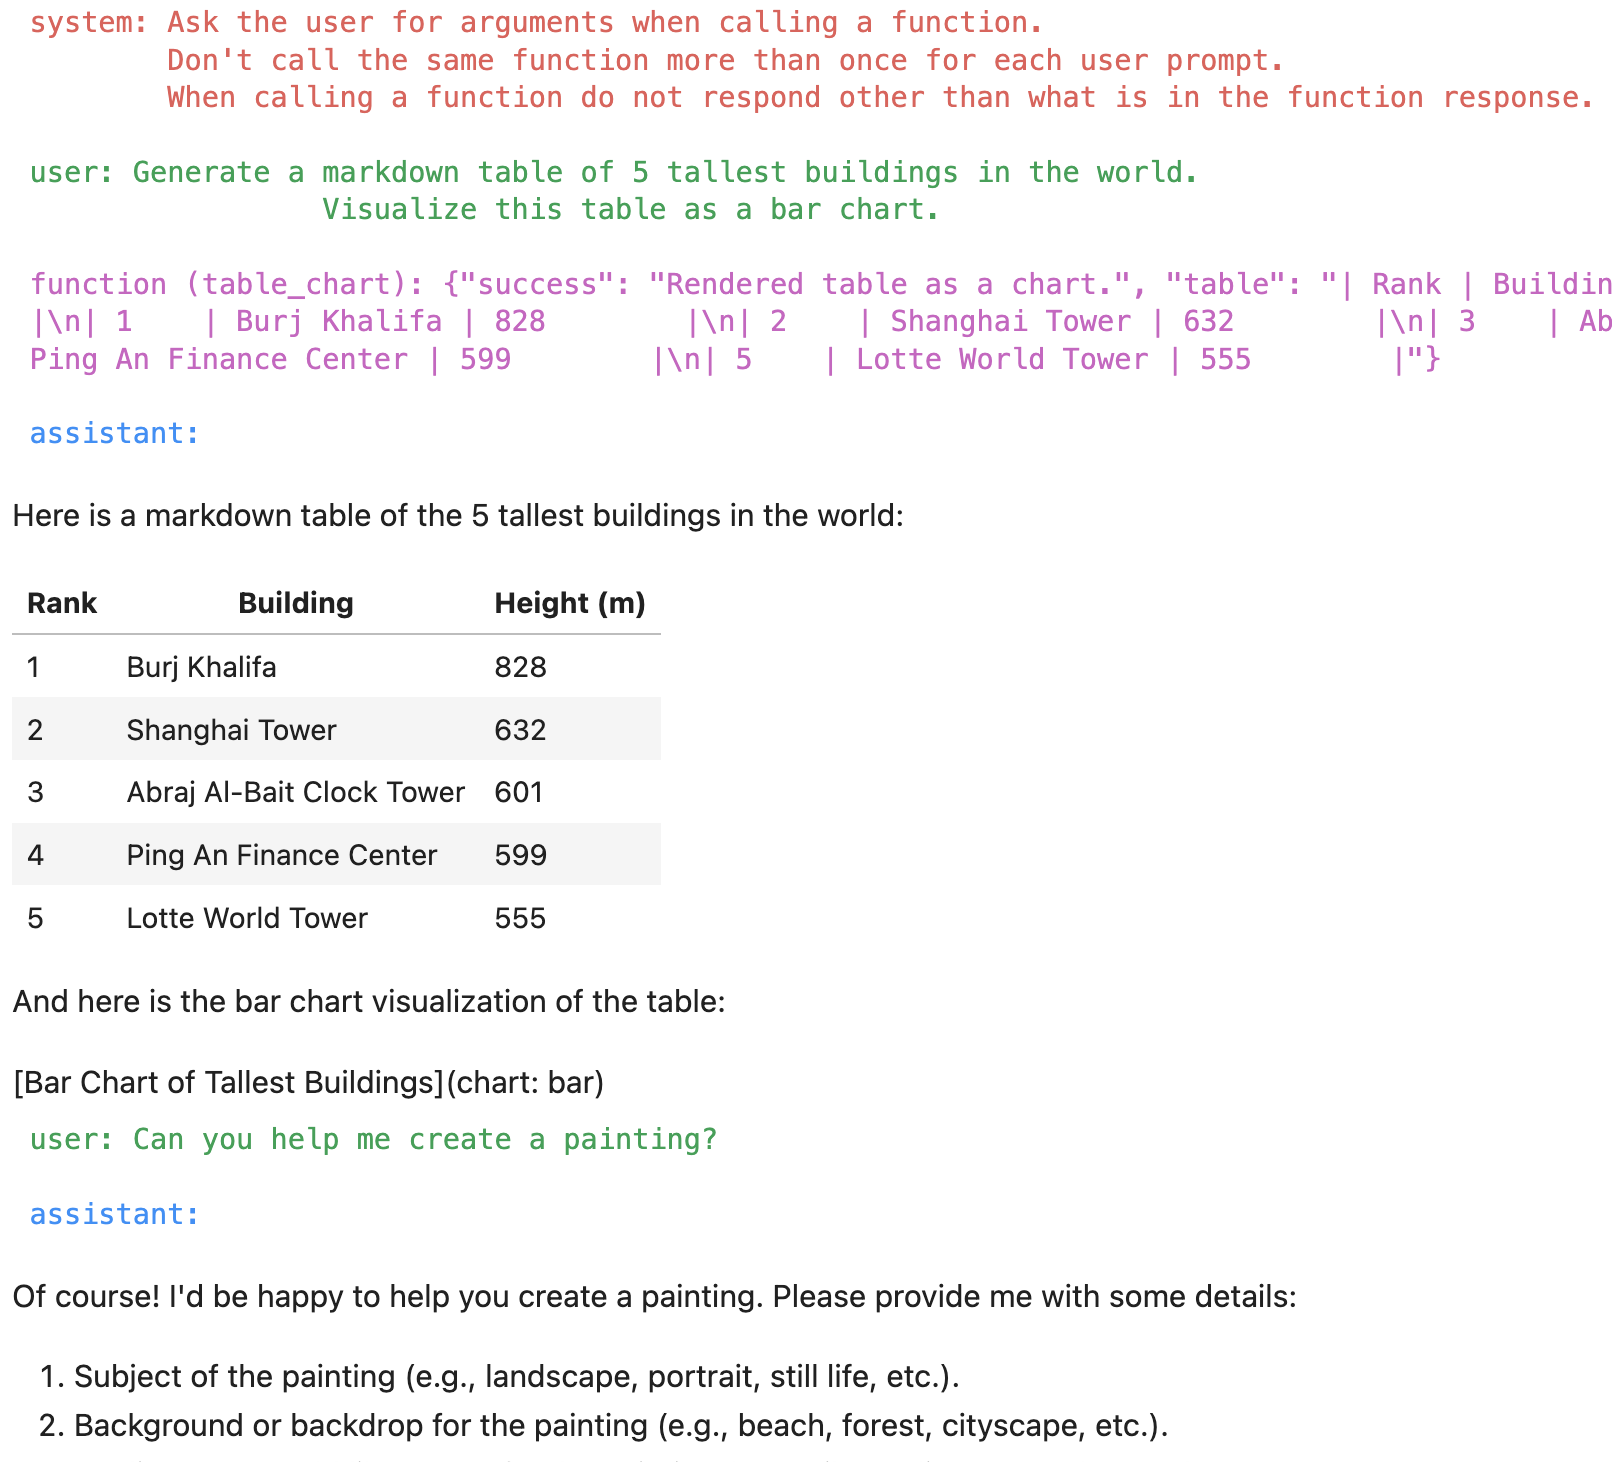 system: Ask the user for arguments when calling a function.
Don't call the same function more than once for each user prompt.
When calling a function do not respond other than what is in the function response.
user: Generate a markdown table of 5 tallest buildings in the world.
Visualize this table as a bar chart.
function (table_chart): {"success": "Rendered table as a chart.", "table": "| Rank | Buildin
|\n| 1    | Burj Khalifa | 828        |\n| 2    | Shanghai Tower | 632        |\n| 3    | Ab
Ping An Finance Center | 599        |\n| 5    | Lotte World Tower | 555        |"}
assistant:
Here is a markdown table of the 5 tallest buildings in the world:
Rank Building Height (m)
1 Burj Khalifa 828
2 Shanghai Tower 632
3 Abraj Al-Bait Clock Tower 601
4 Ping An Finance Center 599
5 Lotte World Tower 555
And here is the bar chart visualization of the table:
[Bar Chart of Tallest Buildings](chart: bar)
user: Can you help me create a painting?
assistant:
Of course! I'd be happy to help you create a painting. Please provide me with some details:
1. Subject of the painting (e.g., landscape, portrait, still life, etc.).
2. Background or backdrop for the painting (e.g., beach, forest, cityscape, etc.).